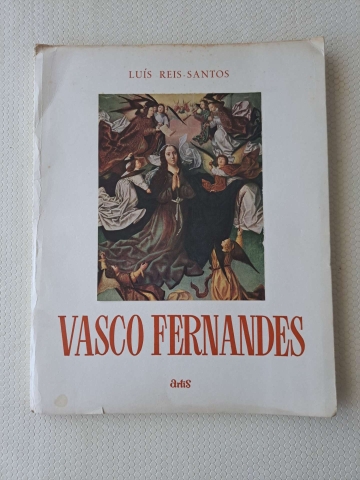 LUÍS REIS-SANTOS
VASCO FERNANDES
artis